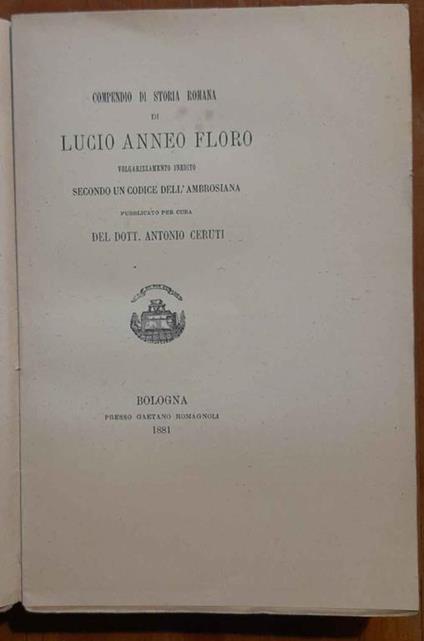 COMPENDIO DI STORIA ROMANA
DI
LUCIO ANNEO FLORO
VOLGARIZZAMENTO INEDITO
SECONDO UN CODICE DELL'AMBROSIANA
PUBBLICATO PER CURA
DEL DOTT. ANTONIO CERUTI
BOLOGNA
PRESSO GAETANO ROMAGNOLI
1881